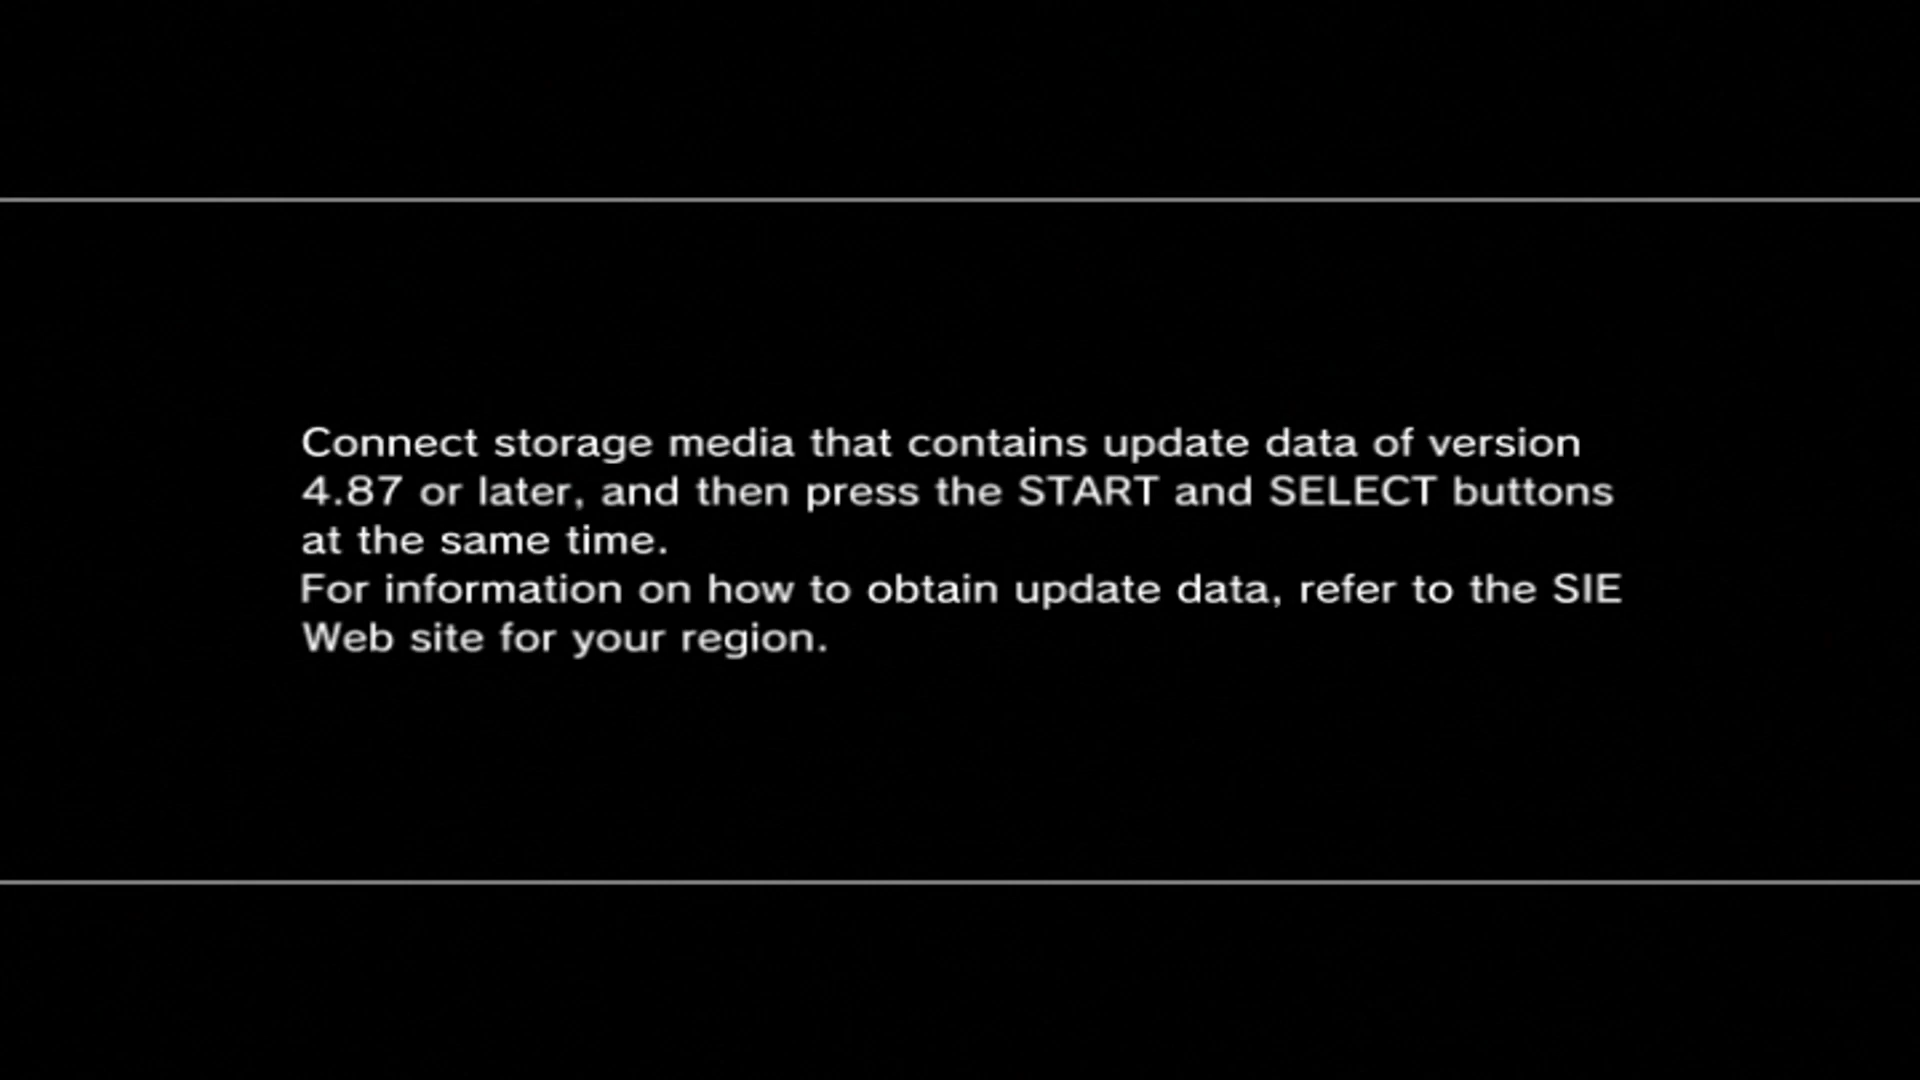 Connect storage media that contains update data of version
4.87 or later, and then press the START and SELECT buttons
at the same time.
For information on how to obtain update data, refer to the SIE
Web site for your region.